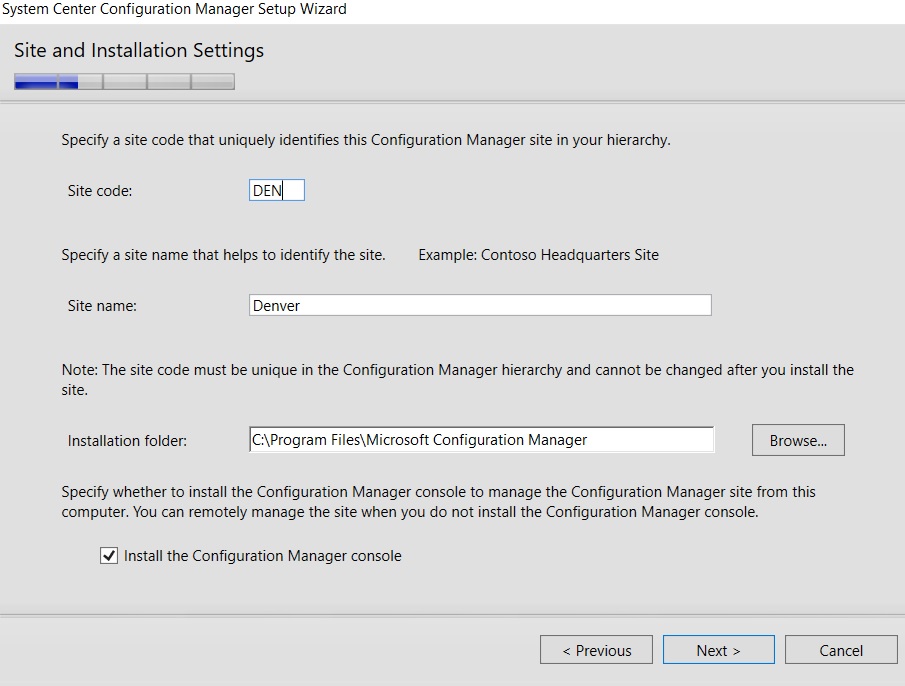 System Center Configuration Manager Setup Wizard
Site and Installation Settings
Specify a site code that uniquely identifies this Configuration Manager site in your hierarchy.
Site code: DEN
Specify a site name that helps to identify the site. Example: Contoso Headquarters Site
Site name: Denver
Note: The site code must be unique in the Configuration Manager hierarchy and cannot be changed after you install the
site.
Installation folder: C:\Program Files\Microsoft Configuration Manager Browse...
Specify whether to install the Configuration Manager console to manage the Configuration Manager site from this
computer. You can remotely manage the site when you do not install the Configuration Manager console.
Install the Configuration Manager console
< Previous Next > Cancel